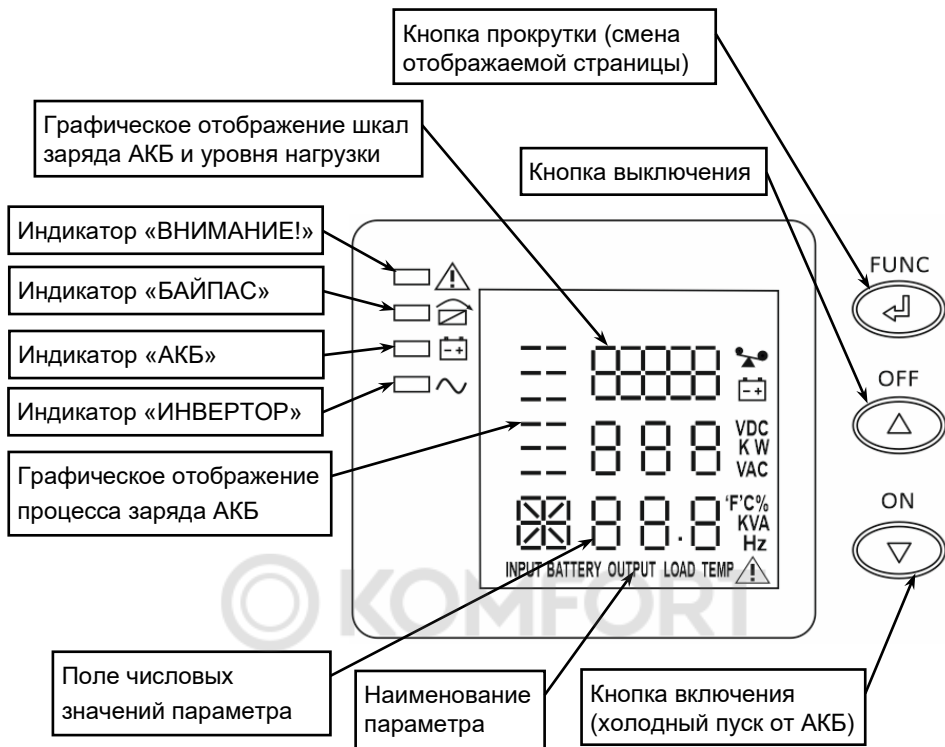 Кнопка прокрутки (смена
отображаемой страницы)
Графическое отображение шкал
заряда АКБ и уровня нагрузки
Кнопка выключения
Индикатор «ВНИМАНИЕ!»
Индикатор «БАЙПАС»
Индикатор «АКБ»
Индикатор «ИНВЕРТОР»
Графическое отображение
процесса заряда АКБ
FUNC
OFF
ON
VDC
KW
VAC
'F'C%
KVA
Hz
INPUT BATTERY OUTPUT LOAD TEMP
KOMFORT
Поле числовых
значений параметра
Наименование
параметра
Кнопка включения
(холодный пуск от АКБ)